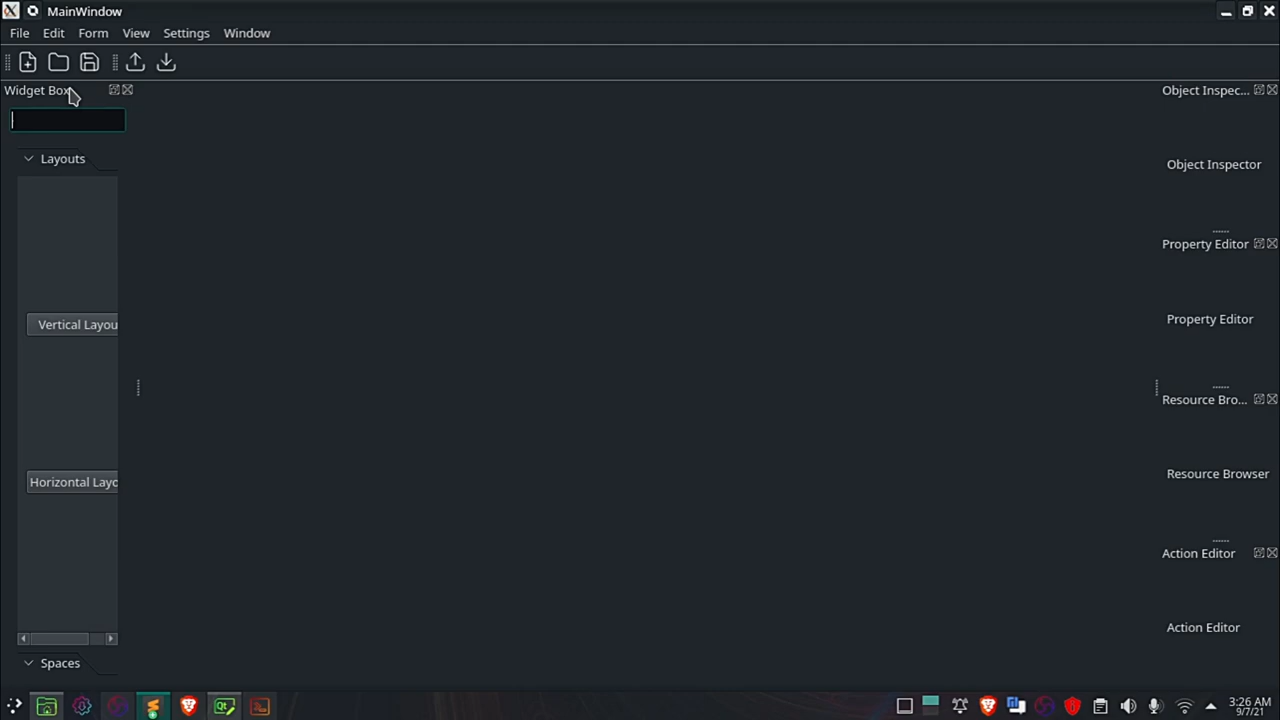 MainWindow
File Edit Form View Settings Window
Widget Box
Object Inspec...
Layouts
Object Inspector
Property Editor
Property Editor
Vertical Layou
Resource Bro...
Resource Browser
Horizontal Layo
Action Editor
Action Editor
Spaces
3:26 AM
9/7/21